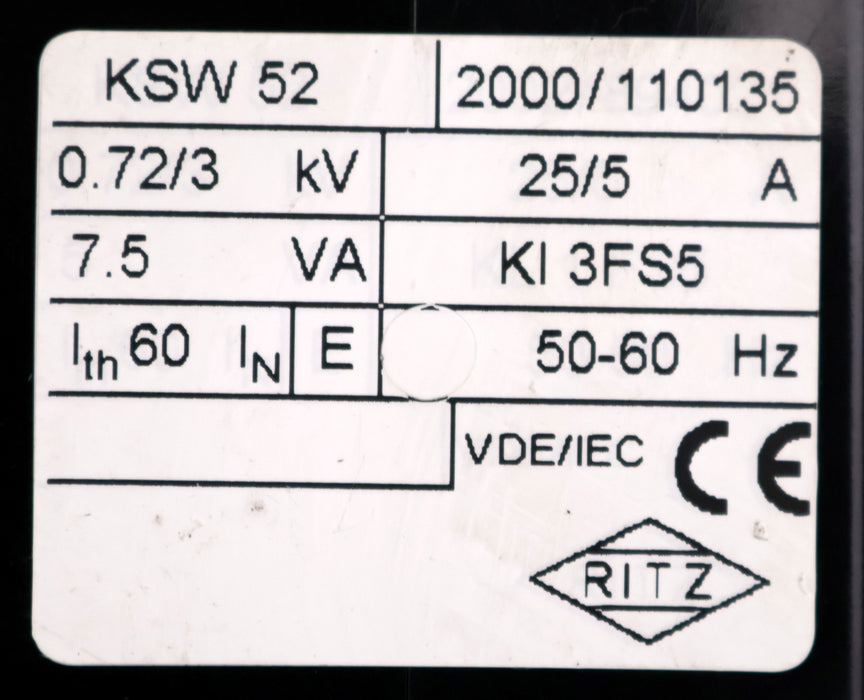 KSW 52 2000/110135
0.72/3 kV 25/5 A
7.5 VA Kl 3FS5
Ith 60 IN E 50-60 Hz
VDE/IEC CE
RITZ